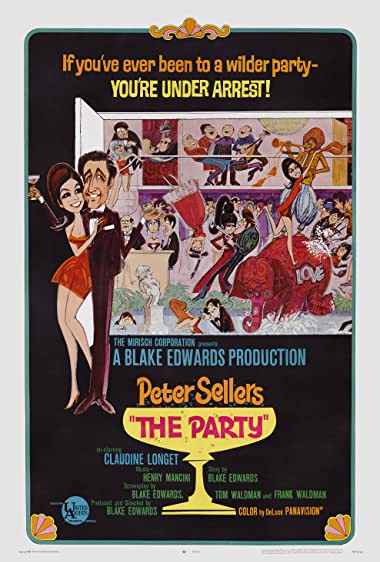 If you've ever been to a wilder party-
YOU'RE UNDER ARREST!
LOVE
THE MIRISCH CORPORATION presents
A BLAKE EDWARDS PRODUCTION
Peter Sellers
"THE PARTY"
co-starring
CLAUDINE LONGET
Music-
HENRY MANCINI
Story by
BLAKE EDWARDS
Screenplay by
BLAKE EDWARDS,
TOM WALDMAN and FRANK WALDMAN
Produced and Directed by
BLAKE EDWARDS
COLOR by DeLuxe PANAVISION®
United Artists